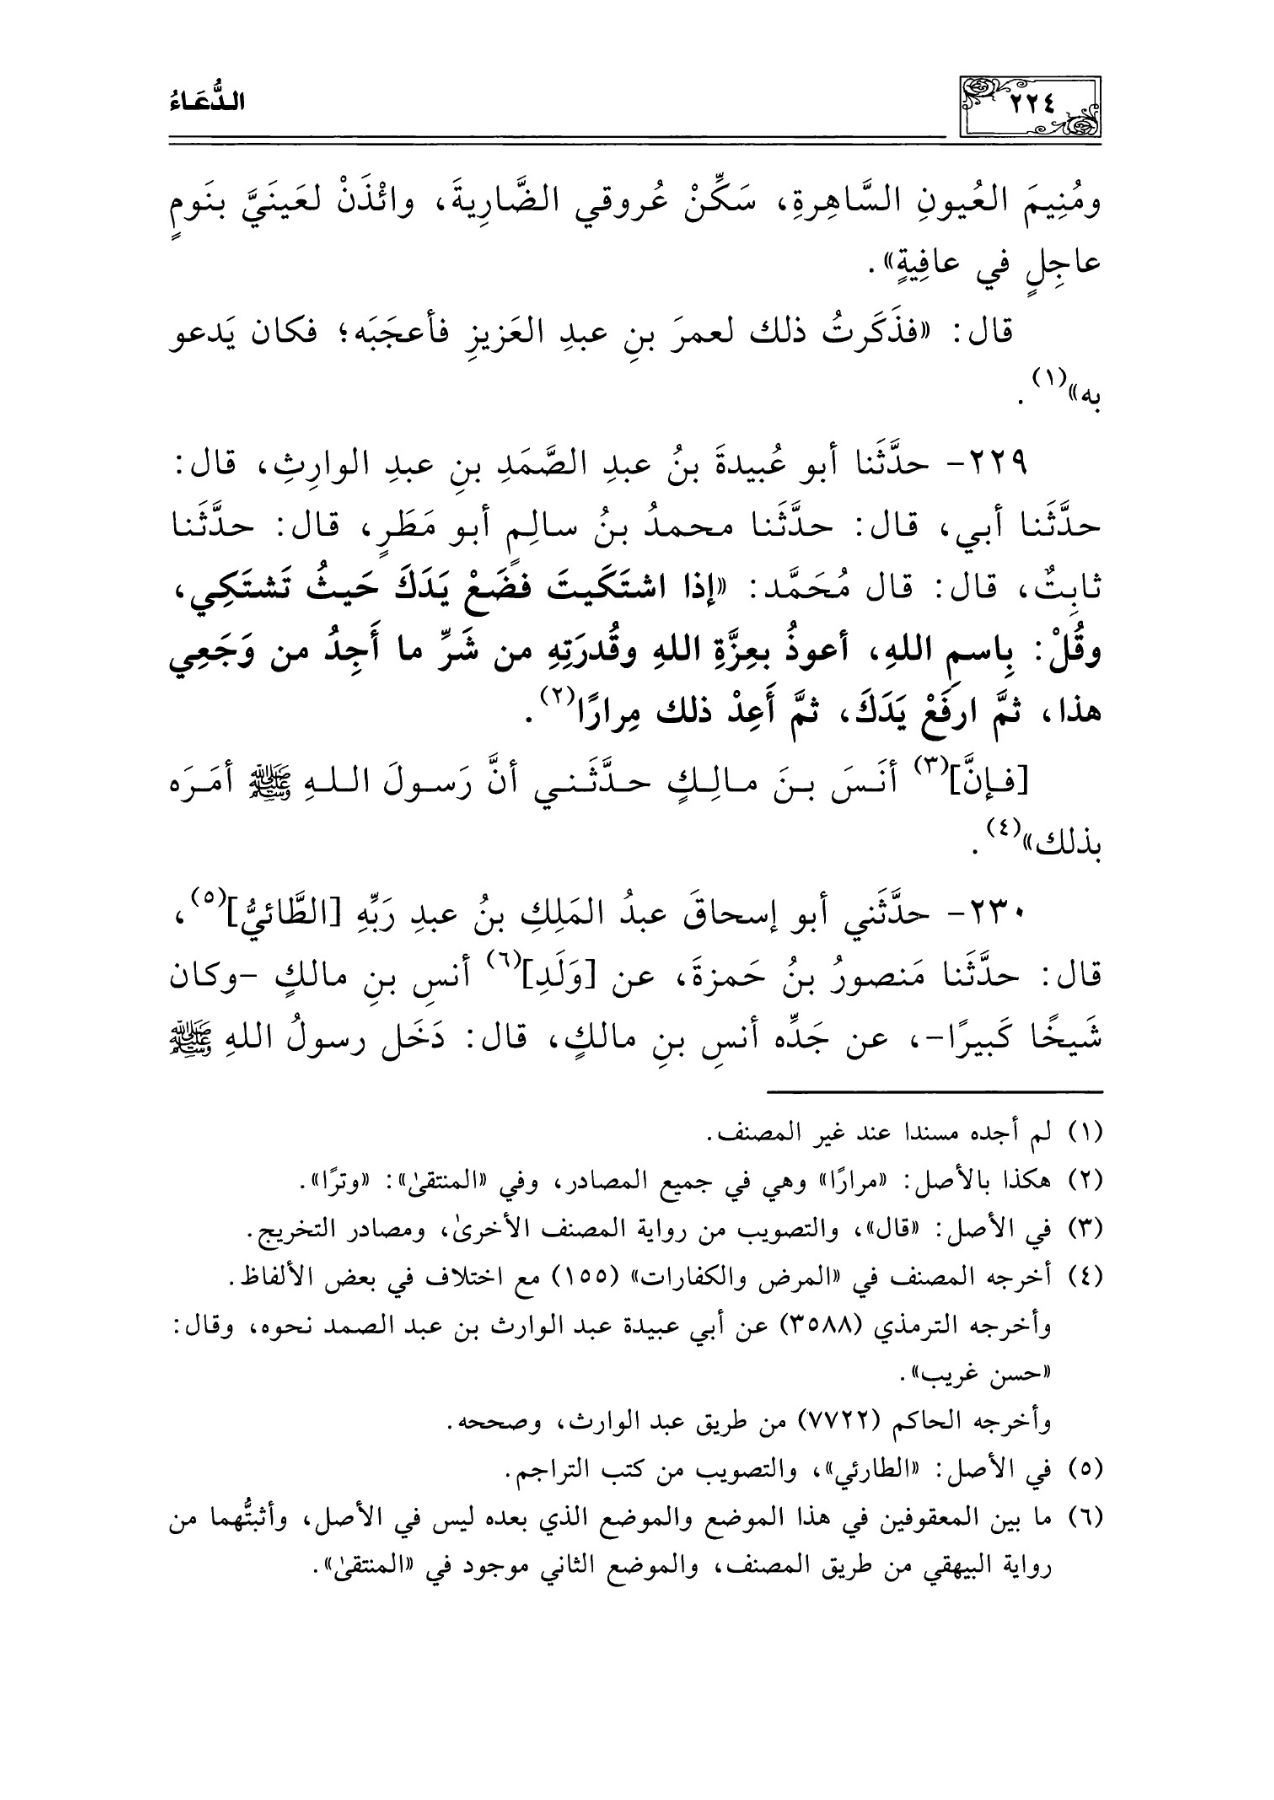 ٢٢٤
الدُّعَاءُ
ومُنِيمَ العُيونِ السَّاهِرةِ، سَكِّنْ عُروقي الضَّارِيةَ، وائْذَنْ لعَينَيَّ بنَومٍ
عاجِلٍ في عافِيةٍ».
قال: «فذَكَرتُ ذلك لعمرَ بنِ عبدِ العَزيزِ فأعجَبَه؛ فكان يَدعو
به»(١).
٢٢٩- حدَّثَنا أبو عُبيدةَ بنُ عبدِ الصَّمَدِ بنِ عبدِ الوارِثِ، قال:
حدَّثَنا أبي، قال: حدَّثَنا محمدُ بنُ سالِمٍ أبو مَطَرٍ، قال: حدَّثَنا
ثابِتٌ، قال: قال مُحَمَّد: «إذا اشتَكَيتَ فضَعْ يَدَكَ حَيثُ تَشتَكِي،
وقُلْ: بِاسمِ اللهِ، أعوذُ بعِزَّةِ اللهِ وقُدرَتِهِ من شَرِّ ما أَجِدُ من وَجَعِي
هذا، ثمَّ ارفَعْ يَدَكَ، ثمَّ أَعِدْ ذلك مِرارًا(٢).
[فإنَّ](٣) أنَسَ بنَ مالِكٍ حدَّثَني أنَّ رَسولَ اللهِ ﷺ أمَرَه
بذلك»(٤).
٢٣٠- حدَّثَني أبو إسحاقَ عبدُ المَلِكِ بنُ عبدِ رَبِّهِ [الطَّائيُّ](٥)،
قال: حدَّثَنا مَنصورُ بنُ حَمزةَ، عن [وَلَدِ](٦) أنسِ بنِ مالكٍ -وكان
شَيخًا كَبيرًا-، عن جَدِّه أنسِ بنِ مالكٍ، قال: دَخَل رسولُ اللهِ ﷺ
(١) لم أجده مسندا عند غير المصنف.
(٢) هكذا بالأصل: «مرارًا» وهي في جميع المصادر، وفي «المنتقىٰ»: «وترًا».
(٣) في الأصل: «قال»، والتصويب من رواية المصنف الأخرىٰ، ومصادر التخريج.
(٤) أخرجه المصنف في «المرض والكفارات» (١٥٥) مع اختلاف في بعض الألفاظ.
وأخرجه الترمذي (٣٥٨٨) عن أبي عبيدة عبد الوارث بن عبد الصمد نحوه، وقال:
«حسن غريب».
وأخرجه الحاكم (٧٧٢٢) من طريق عبد الوارث، وصححه.
(٥) في الأصل: «الطارئي»، والتصويب من كتب التراجم.
(٦) ما بين المعقوفين في هذا الموضع والموضع الذي بعده ليس في الأصل، وأثبتُّهما من
رواية البيهقي من طريق المصنف، والموضع الثاني موجود في «المنتقىٰ».